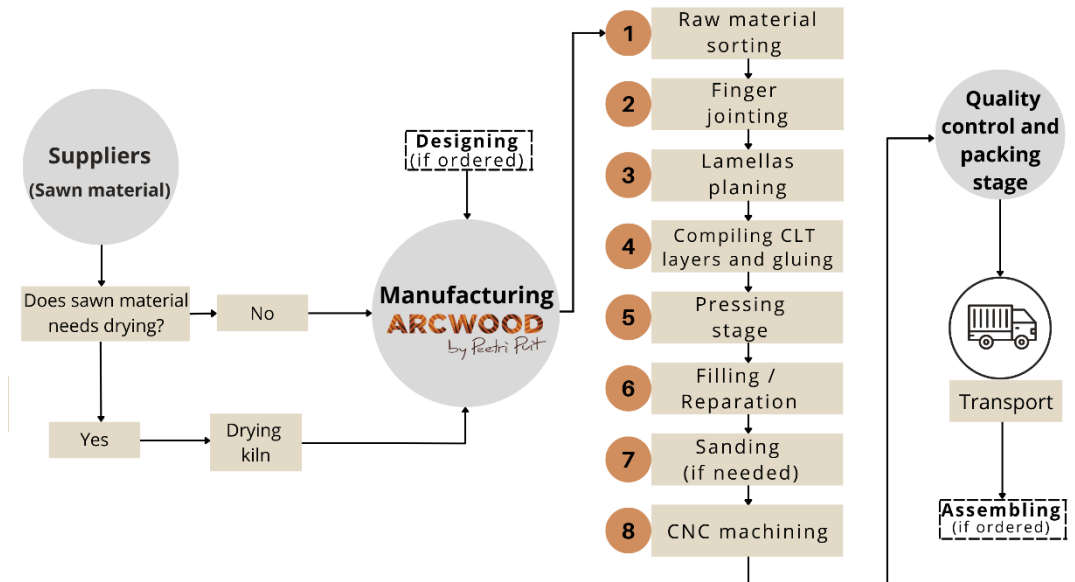 Suppliers
(Sawn material)
Does sawn material
needs drying?
No
Yes
Drying
kiln
Designing
(if ordered)
Manufacturing
ARCWOOD
by Peetri Puit
1
Raw material
sorting
2
Finger
jointing
3
Lamellas
planing
4
Compiling CLT
layers and gluing
5
Pressing
stage
6
Filling /
Reparation
7
Sanding
(if needed)
8
CNC machining
Quality
control and
packing
stage
Transport
Assembling
(if ordered)